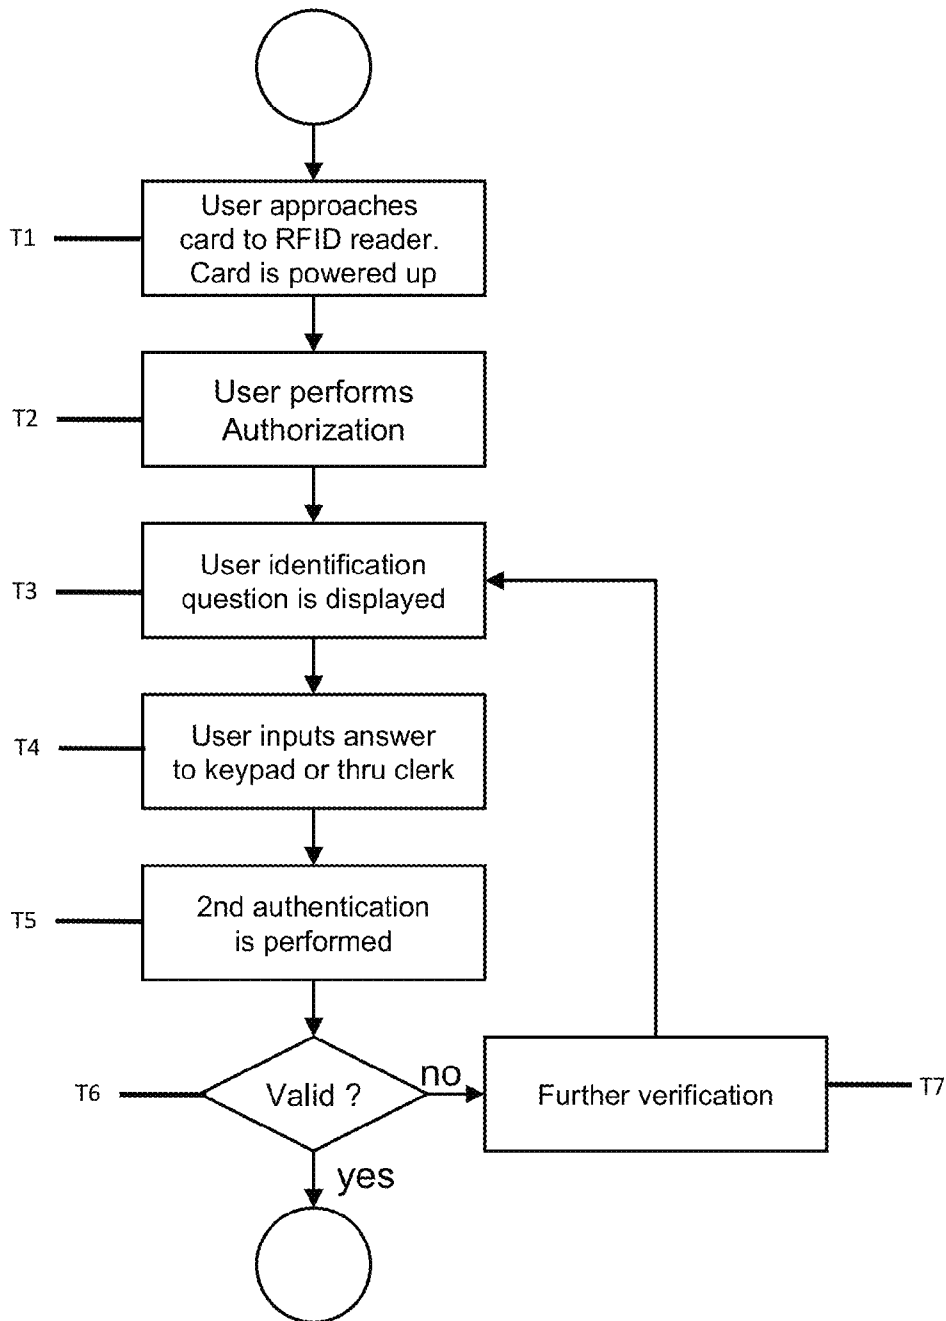 T1
User approaches
card to RFID reader.
Card is powered up
T2
User performs
Authorization
T3
User identification
question is displayed
T4
User inputs answer
to keypad or thru clerk
T5
2nd authentication
is performed
T6
Valid ?
no
Further verification
T7
yes